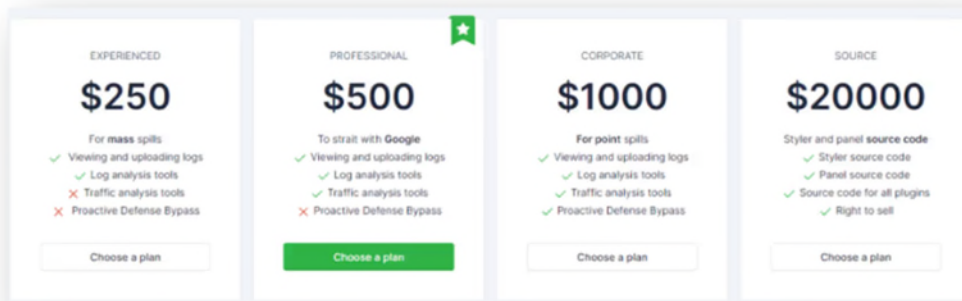 EXPERIENCED
$250
For mass spills
Viewing and uploading logs
Log analysis tools
Traffic analysis tools
Proactive Defense Bypass
Choose a plan
PROFESSIONAL
$500
To strait with Google
Viewing and uploading logs
Log analysis tools
Traffic analysis tools
Proactive Defense Bypass
Choose a plan
CORPORATE
$1000
For point spills
Viewing and uploading logs
Log analysis tools
Traffic analysis tools
Proactive Defense Bypass
Choose a plan
SOURCE
$20000
Styler and panel source code
Styler source code
Panel source code
Source code for all plugins
Right to sell
Choose a plan